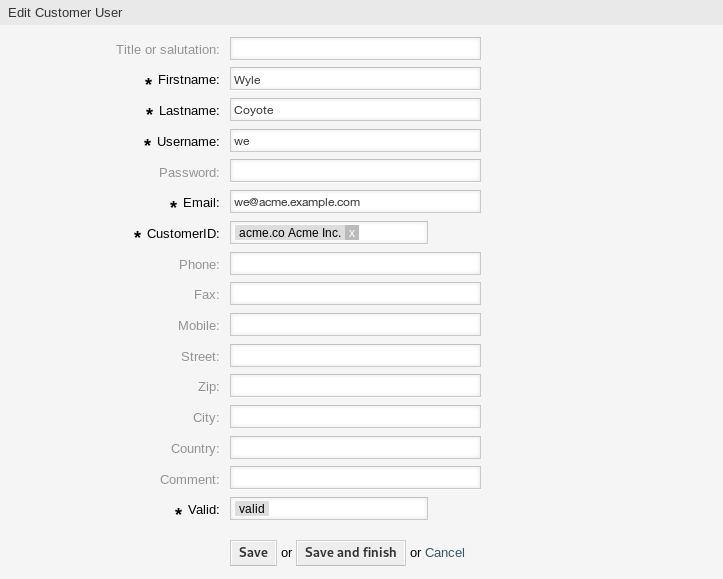 Edit Customer User
Title or salutation:
* Firstname: Wyle
* Lastname: Coyote
* Username: we
Password:
* Email: we@acme.example.com
* CustomerID: acme.co Acme Inc. x
Phone:
Fax:
Mobile:
Street:
Zip:
City:
Country:
Comment:
* Valid: valid
Save or Save and finish or Cancel